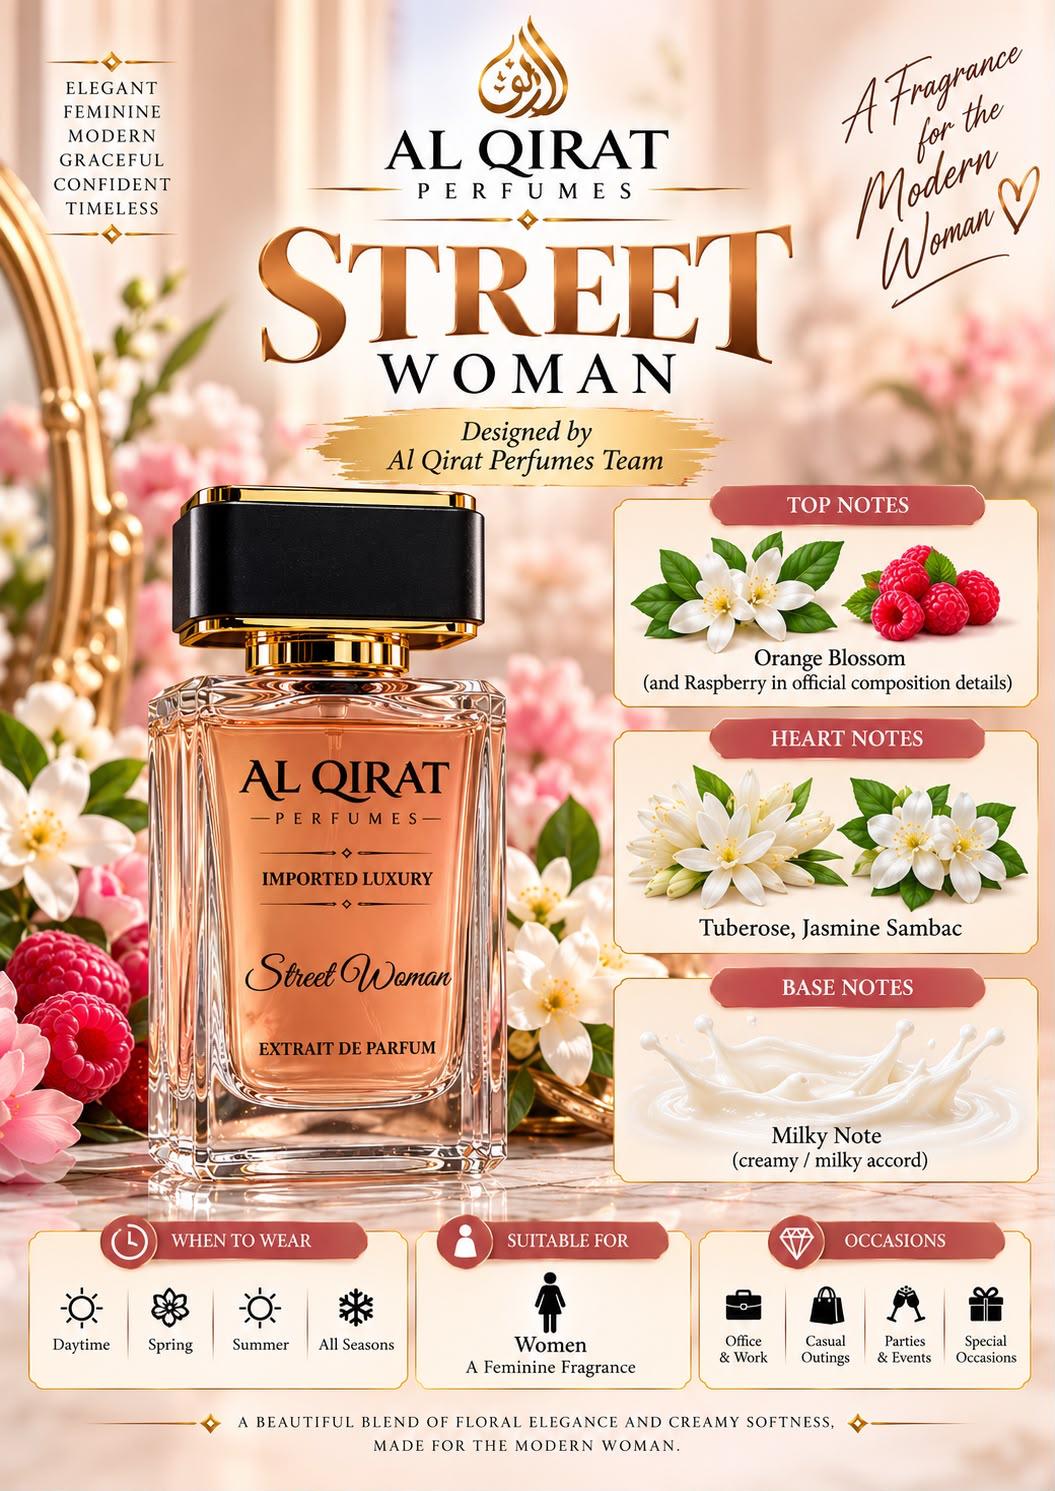 ELEGANT
FEMININE
MODERN
GRACEFUL
CONFIDENT
TIMELESS
AL QIRAT
PERFUMES
A Fragrance
for the
Modern
Woman
STREET
WOMAN
Designed by
Al Qirat Perfumes Team
AL QIRAT
PERFUMES
IMPORTED LUXURY
Street Woman
EXTRAIT DE PARFUM
TOP NOTES
Orange Blossom
(and Raspberry in official composition details)
HEART NOTES
Tuberose, Jasmine Sambac
BASE NOTES
Milky Note
(creamy / milky accord)
WHEN TO WEAR
Daytime
Spring
Summer
All Seasons
SUITABLE FOR
Women
A Feminine Fragrance
OCCASIONS
Office
& Work
Casual
Outings
Parties
& Events
Special
Occasions
A BEAUTIFUL BLEND OF FLORAL ELEGANCE AND CREAMY SOFTNESS,
MADE FOR THE MODERN WOMAN.